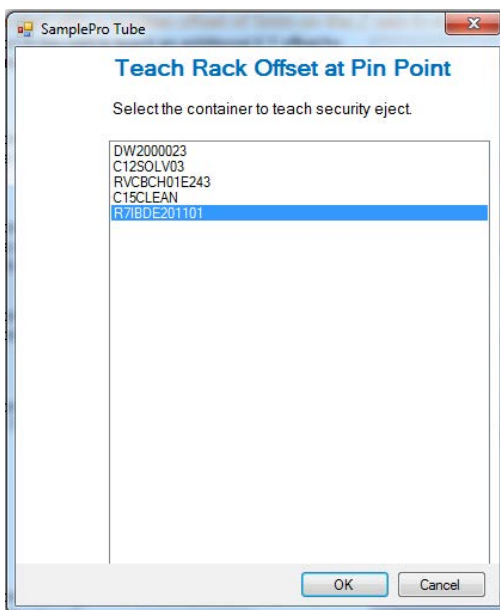 SamplePro Tube
Teach Rack Offset at Pin Point
Select the container to teach security eject.
DW2000023
C12SOLV03
RVCBCH01E243
C15CLEAN
R7IBDE201101
OK
Cancel